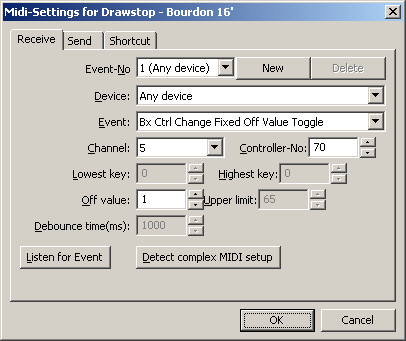 Midi-Settings for Drawstop - Bourdon 16'
Receive Send Shortcut
Event-No 1 (Any device) New Delete
Device: Any device
Event: Bx Ctrl Change Fixed Off Value Toggle
Channel: 5 Controller-No: 70
Lowest key: 0 Highest key: 0
Off value: 1 Upper limit: 65
Debounce time(ms): 1000
Listen for Event Detect complex MIDI setup
OK Cancel